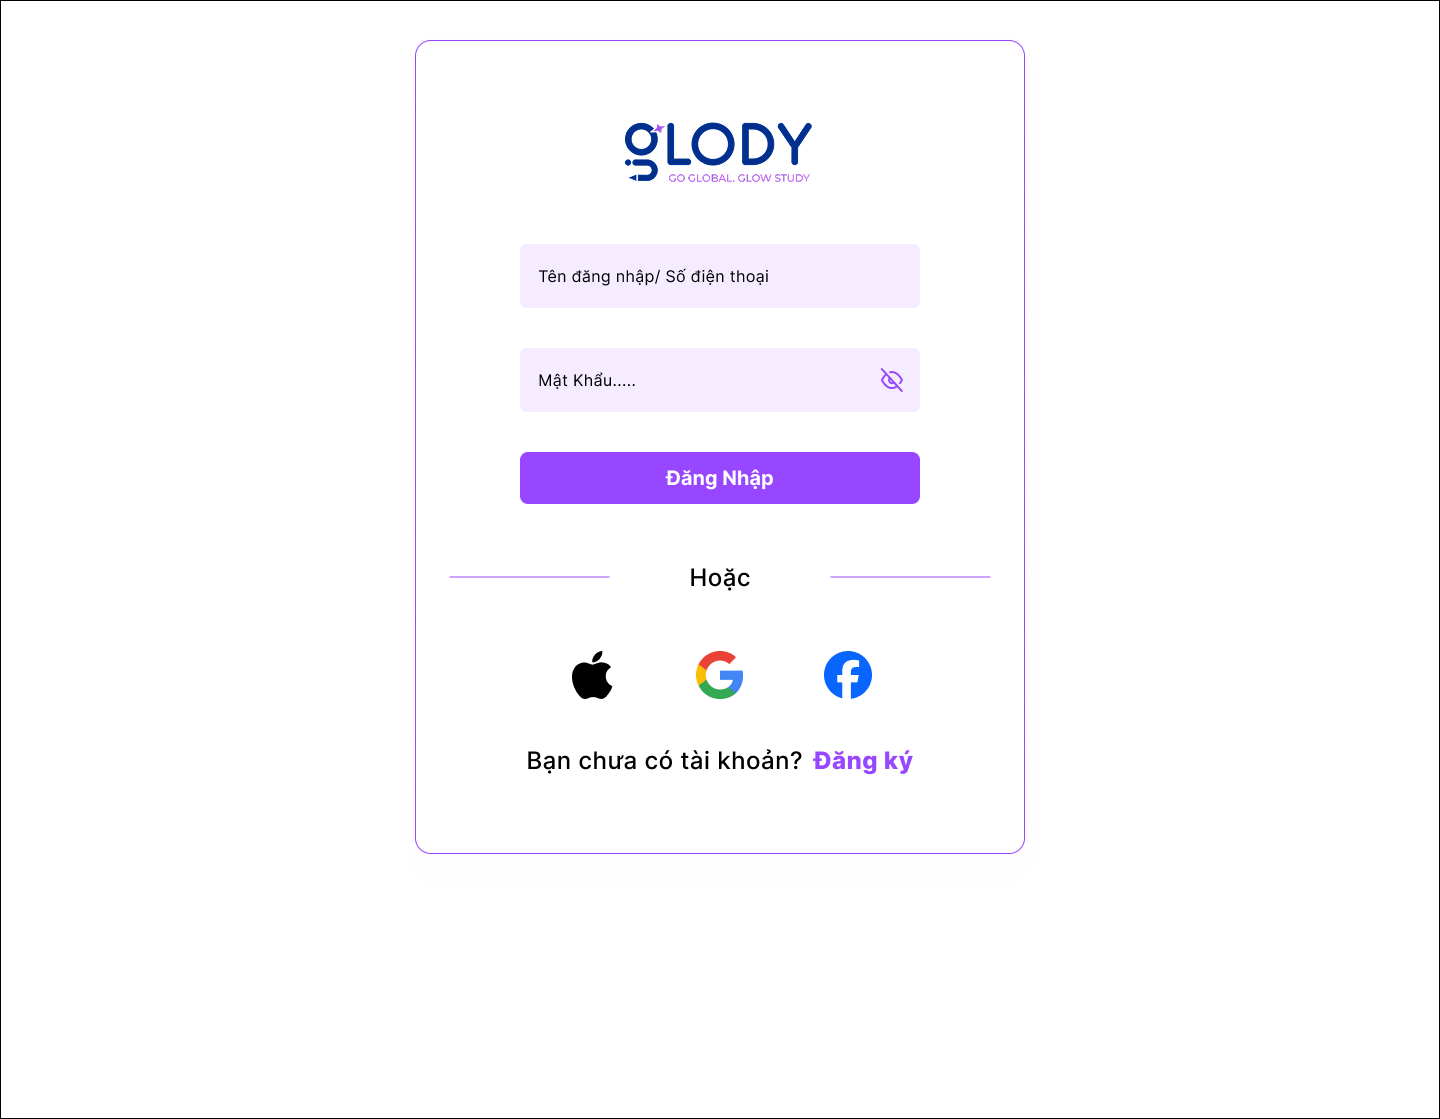 gLODY
GO GLOBAL. GLOW STUDY
Tên đăng nhập/ Số điện thoại
Mật Khẩu.....
Đăng Nhập
Hoặc
Bạn chưa có tài khoản? Đăng ký